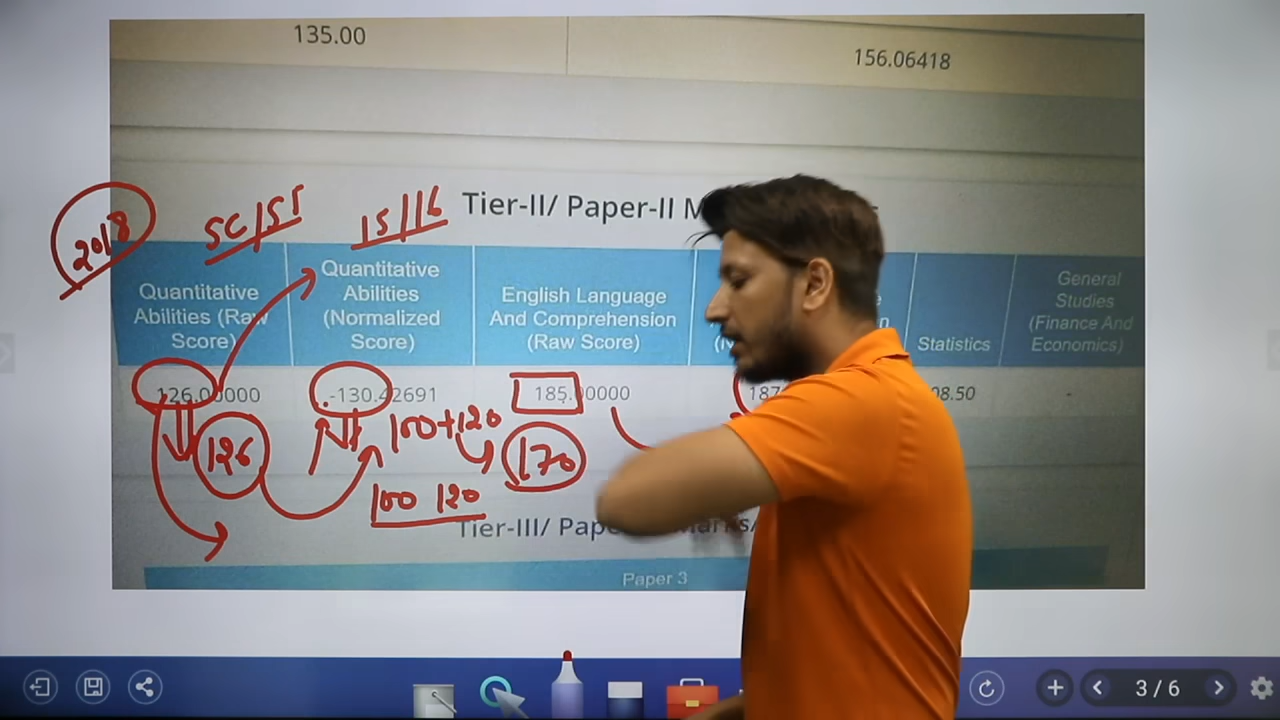 135.00
156.06418
2018
SC/ST
15/16
Tier-II/ Paper-II
Quantitative Abilities (Raw Score)
Quantitative Abilities (Normalized Score)
English Language And Comprehension (Raw Score)
Statistics
General Studies (Finance And Economics)
126.00000
-130.42691
185.00000
187
08.50
126
100+120
170
100 120
Tier-III/
Paper 3
3 / 6